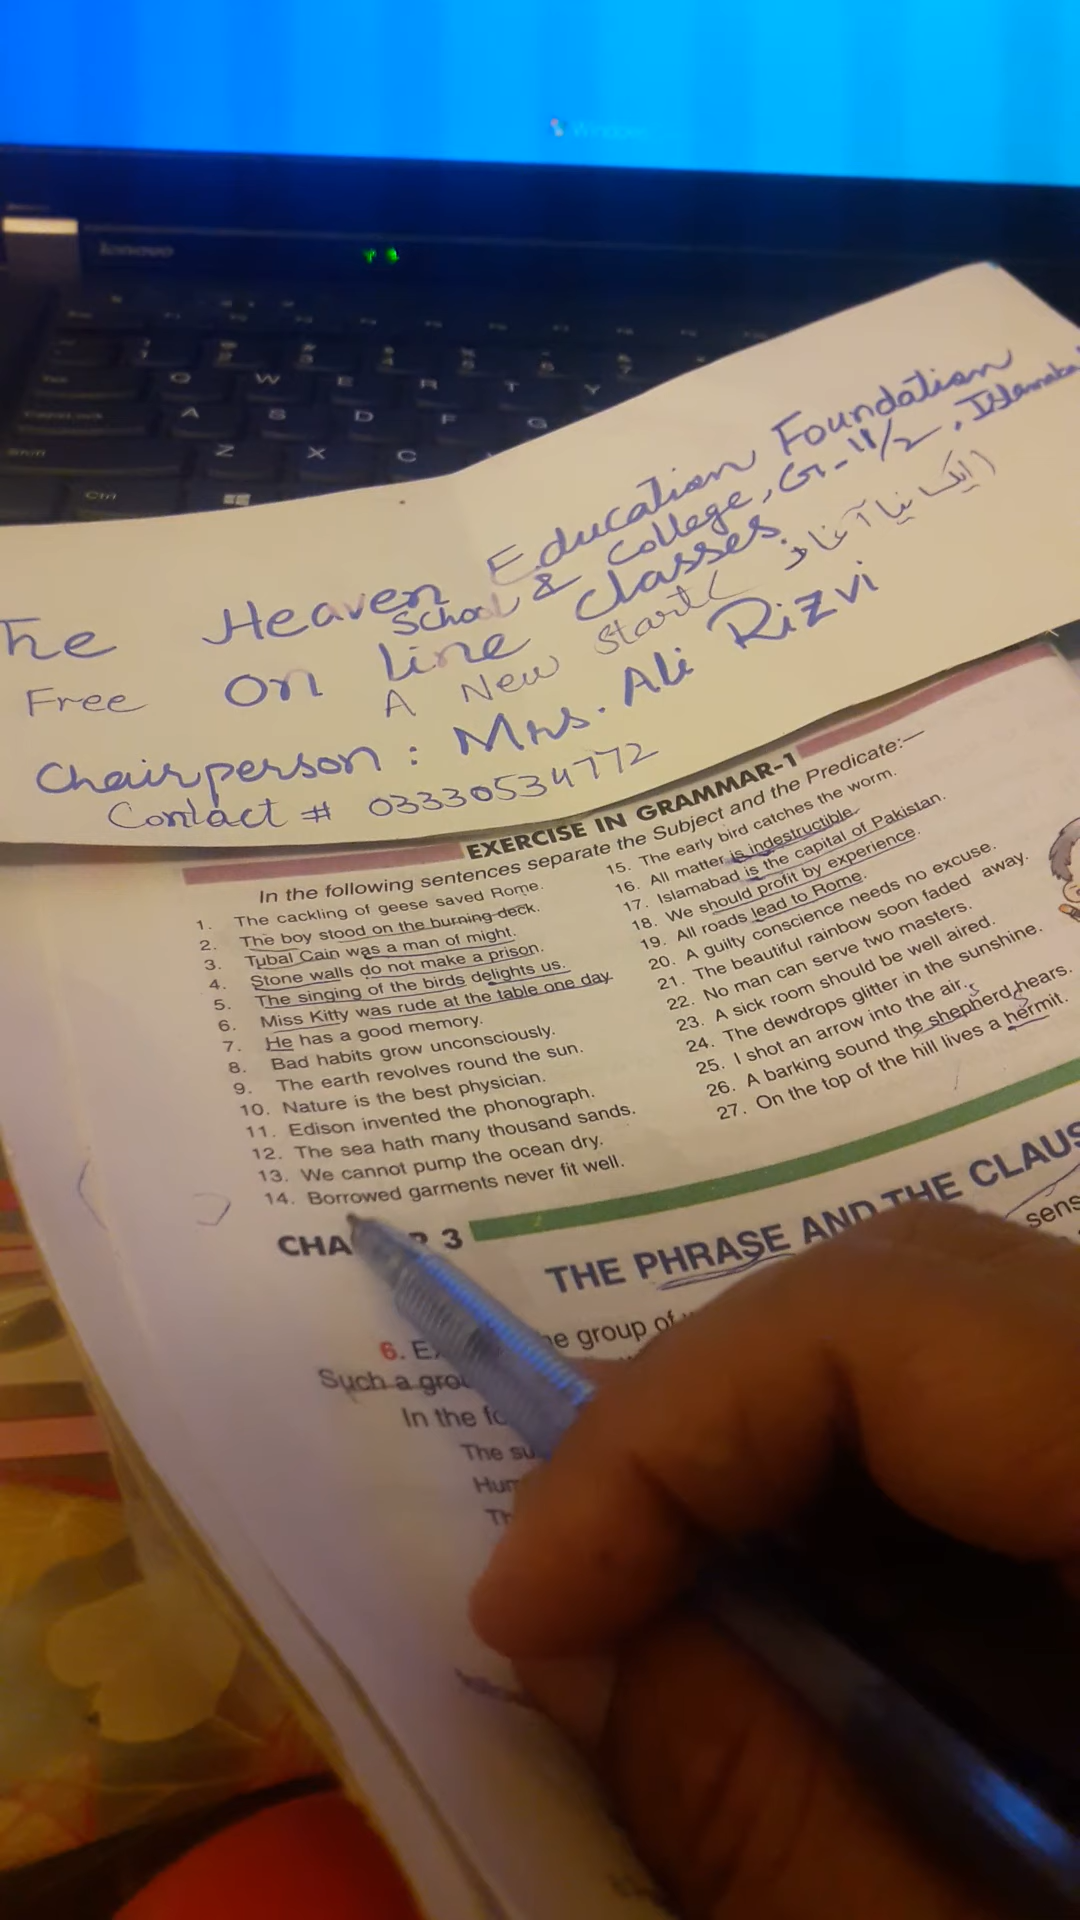 Windows
lenovo
Q W E R T Y
A S D F G
Z X C
Ctrl
The Heaven Education Foundation
School & College, G-11/2, Islamabad
Free On Line Classes.
A New Start ( ایک نیا آغاز )
Chairperson : Mrs. Ali Rizvi
Contact # 03330534772
EXERCISE IN GRAMMAR-1
In the following sentences separate the Subject and the Predicate:—
1. The cackling of geese saved Rome.
2. The boy stood on the burning deck.
3. Tubal Cain was a man of might.
4. Stone walls do not make a prison.
5. The singing of the birds delights us.
6. Miss Kitty was rude at the table one day.
7. He has a good memory.
8. Bad habits grow unconsciously.
9. The earth revolves round the sun.
10. Nature is the best physician.
11. Edison invented the phonograph.
12. The sea hath many thousand sands.
13. We cannot pump the ocean dry.
14. Borrowed garments never fit well.
15. The early bird catches the worm.
16. All matter is indestructible.
17. Islamabad is the capital of Pakistan.
18. We should profit by experience.
19. All roads lead to Rome.
20. A guilty conscience needs no excuse.
21. The beautiful rainbow soon faded away.
22. No man can serve two masters.
23. A sick room should be well aired.
24. The dewdrops glitter in the sunshine.
25. I shot an arrow into the air.
26. A barking sound the shepherd hears.
27. On the top of the hill lives a hermit.
CHA R 3
THE PHRASE AND THE CLAUS
6. E e group of sens
Such a grou
In the fo
The su
Hum
Th